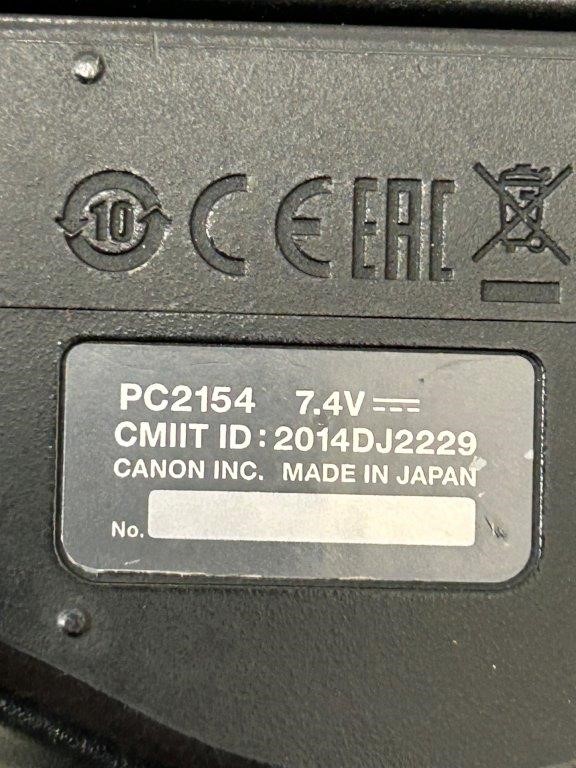 10 CE EAC
PC2154 7.4V
CMIIT ID: 2014DJ2229
CANON INC. MADE IN JAPAN
No.